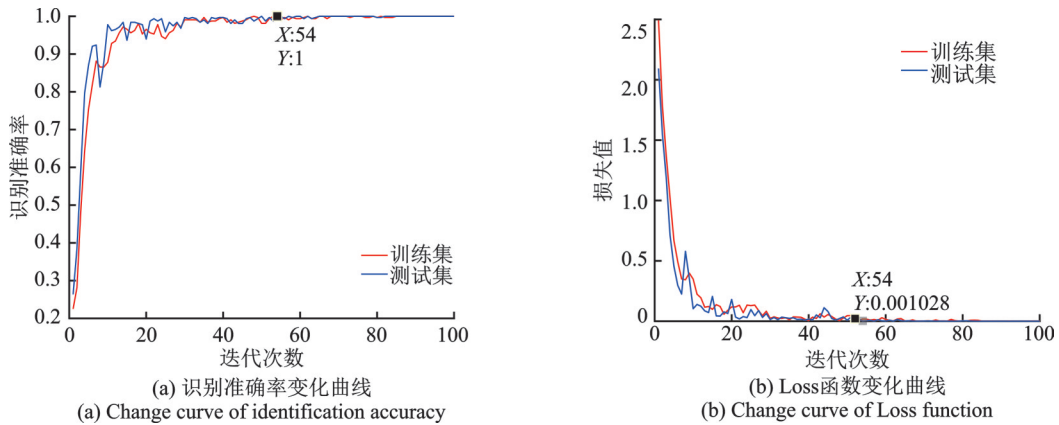 1.0
0.9
0.8
0.7
0.6
0.5
0.4
0.3
0.2
识别准确率
X:54
Y:1
训练集
测试集
0 20 40 60 80 100
迭代次数
(a) 识别准确率变化曲线
(a) Change curve of identification accuracy
2.5
2.0
1.5
1.0
0.5
0
损失值
训练集
测试集
X:54
Y:0.001028
0 20 40 60 80 100
迭代次数
(b) Loss函数变化曲线
(b) Change curve of Loss function